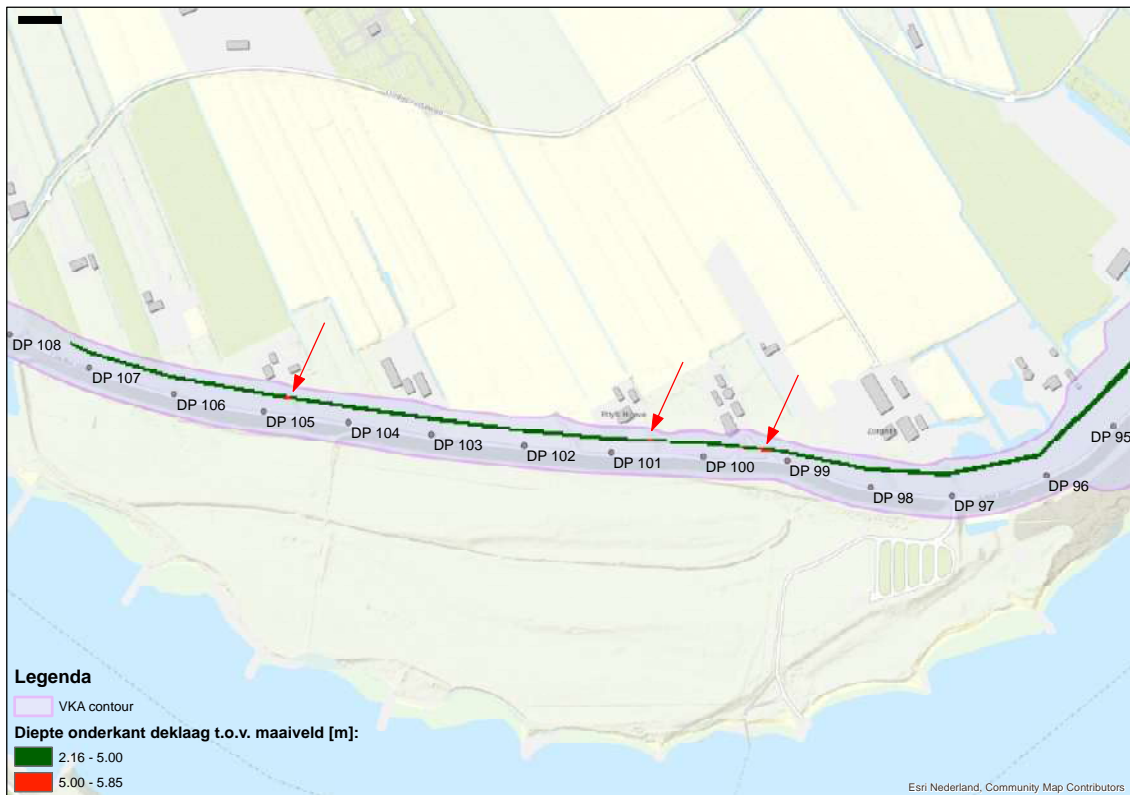 DP 108
DP 107
DP 106
DP 105
DP 104
DP 103
DP 102
DP 101
DP 100
DP 99
DP 98
DP 97
DP 96
DP 95
Legenda
VKA contour
Diepte onderkant deklaag t.o.v. maaiveld [m]:
2.16 - 5.00
5.00 - 5.85
Esri Nederland, Community Map Contributors